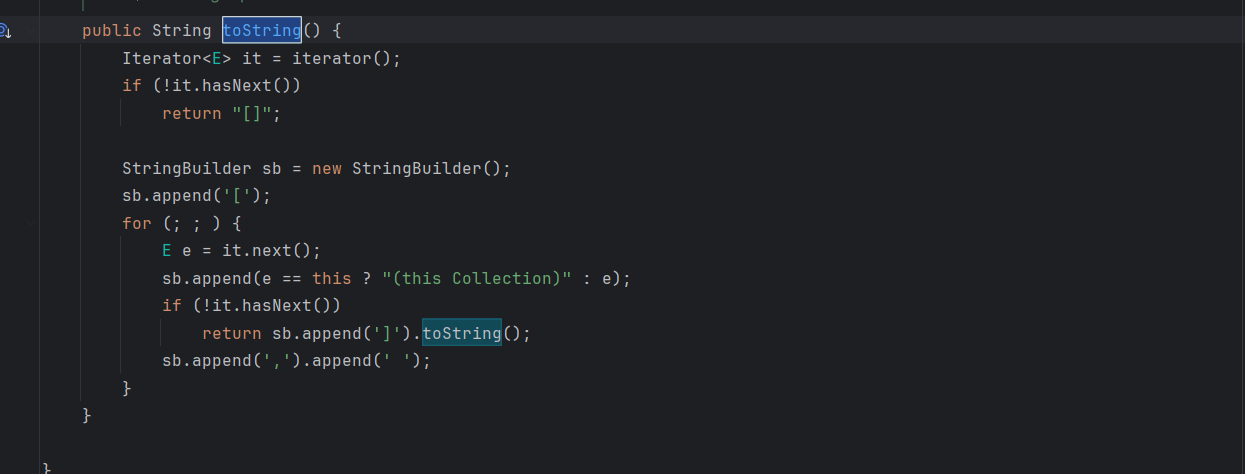 public String toString() {
Iterator<E> it = iterator();
if (!it.hasNext())
return "[]";
StringBuilder sb = new StringBuilder();
sb.append('[');
for (; ; ) {
E e = it.next();
sb.append(e == this ? "(this Collection)" : e);
if (!it.hasNext())
return sb.append(']').toString();
sb.append(',').append(' ');
}
}
}